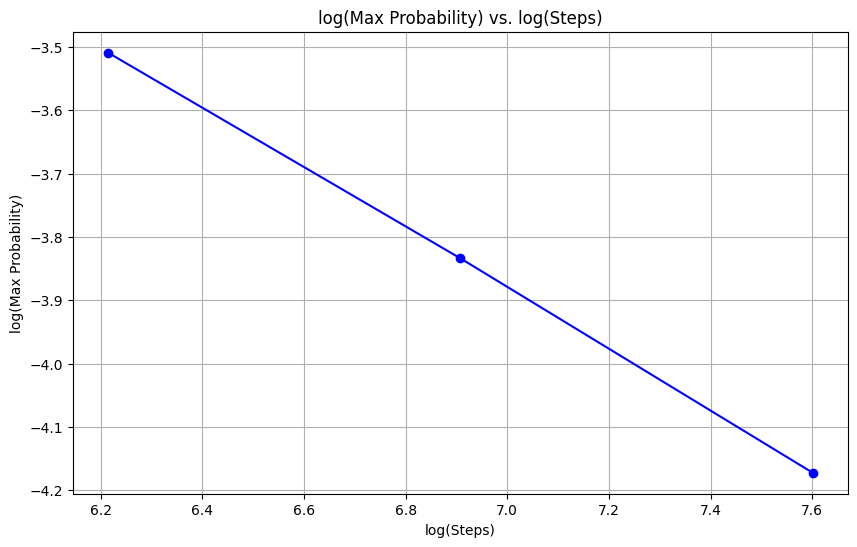 log(Max Probability) vs. log(Steps)
log(Max Probability)
−3.5
−3.6
−3.7
−3.8
−3.9
−4.0
−4.1
−4.2
6.2 6.4 6.6 6.8 7.0 7.2 7.4 7.6
log(Steps)